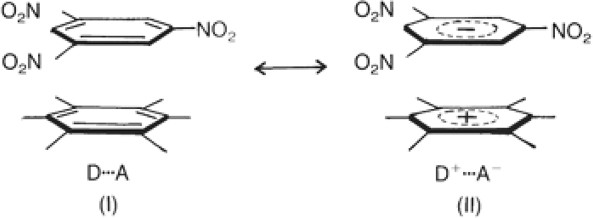 O₂N
NO₂
O₂N
D···A
(I)
O₂N
−
NO₂
O₂N
+
D⁺···A⁻
(II)